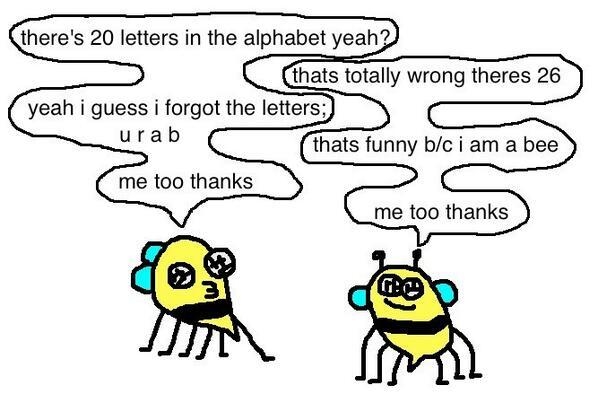 there's 20 letters in the alphabet yeah?
thats totally wrong theres 26
yeah i guess i forgot the letters;
u r a b
thats funny b/c i am a bee
me too thanks
me too thanks